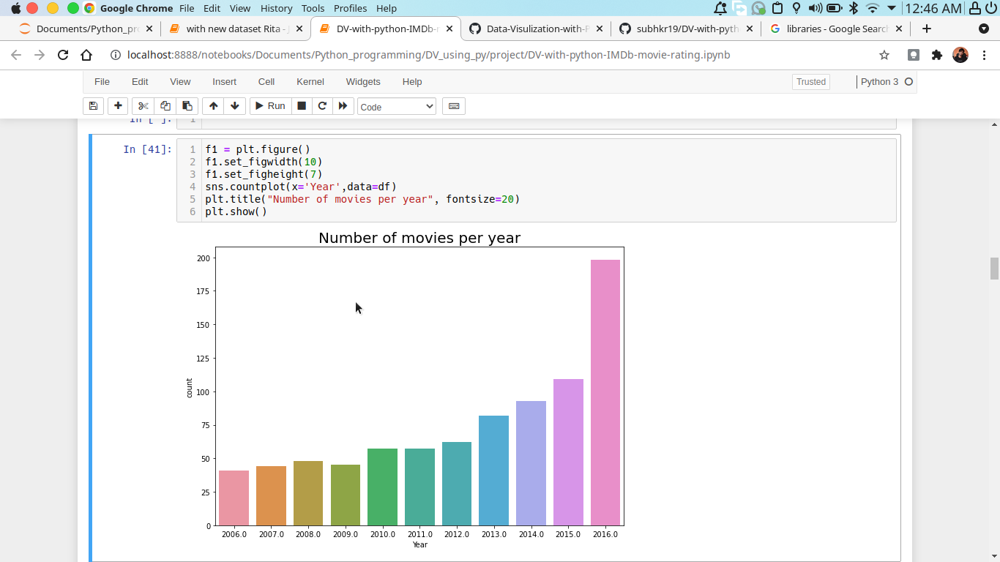 Google Chrome File Edit View History Tools Profiles Help 12:46 AM
Documents/Python_pr with new dataset Rita - J DV-with-python-IMDb-r Data-Visulization-with-P subhkr19/DV-with-pyth libraries - Google Search
localhost:8888/notebooks/Documents/Python_programming/DV_using_py/project/DV-with-python-IMDb-movie-rating.ipynb
File Edit View Insert Cell Kernel Widgets Help Trusted Python 3
Run Code
In [ ]: 1
In [41]: 1 f1 = plt.figure()
2 f1.set_figwidth(10)
3 f1.set_figheight(7)
4 sns.countplot(x='Year',data=df)
5 plt.title("Number of movies per year", fontsize=20)
6 plt.show()
Number of movies per year
200
175
150
125
100
75
50
25
0
count
2006.0 2007.0 2008.0 2009.0 2010.0 2011.0 2012.0 2013.0 2014.0 2015.0 2016.0
Year